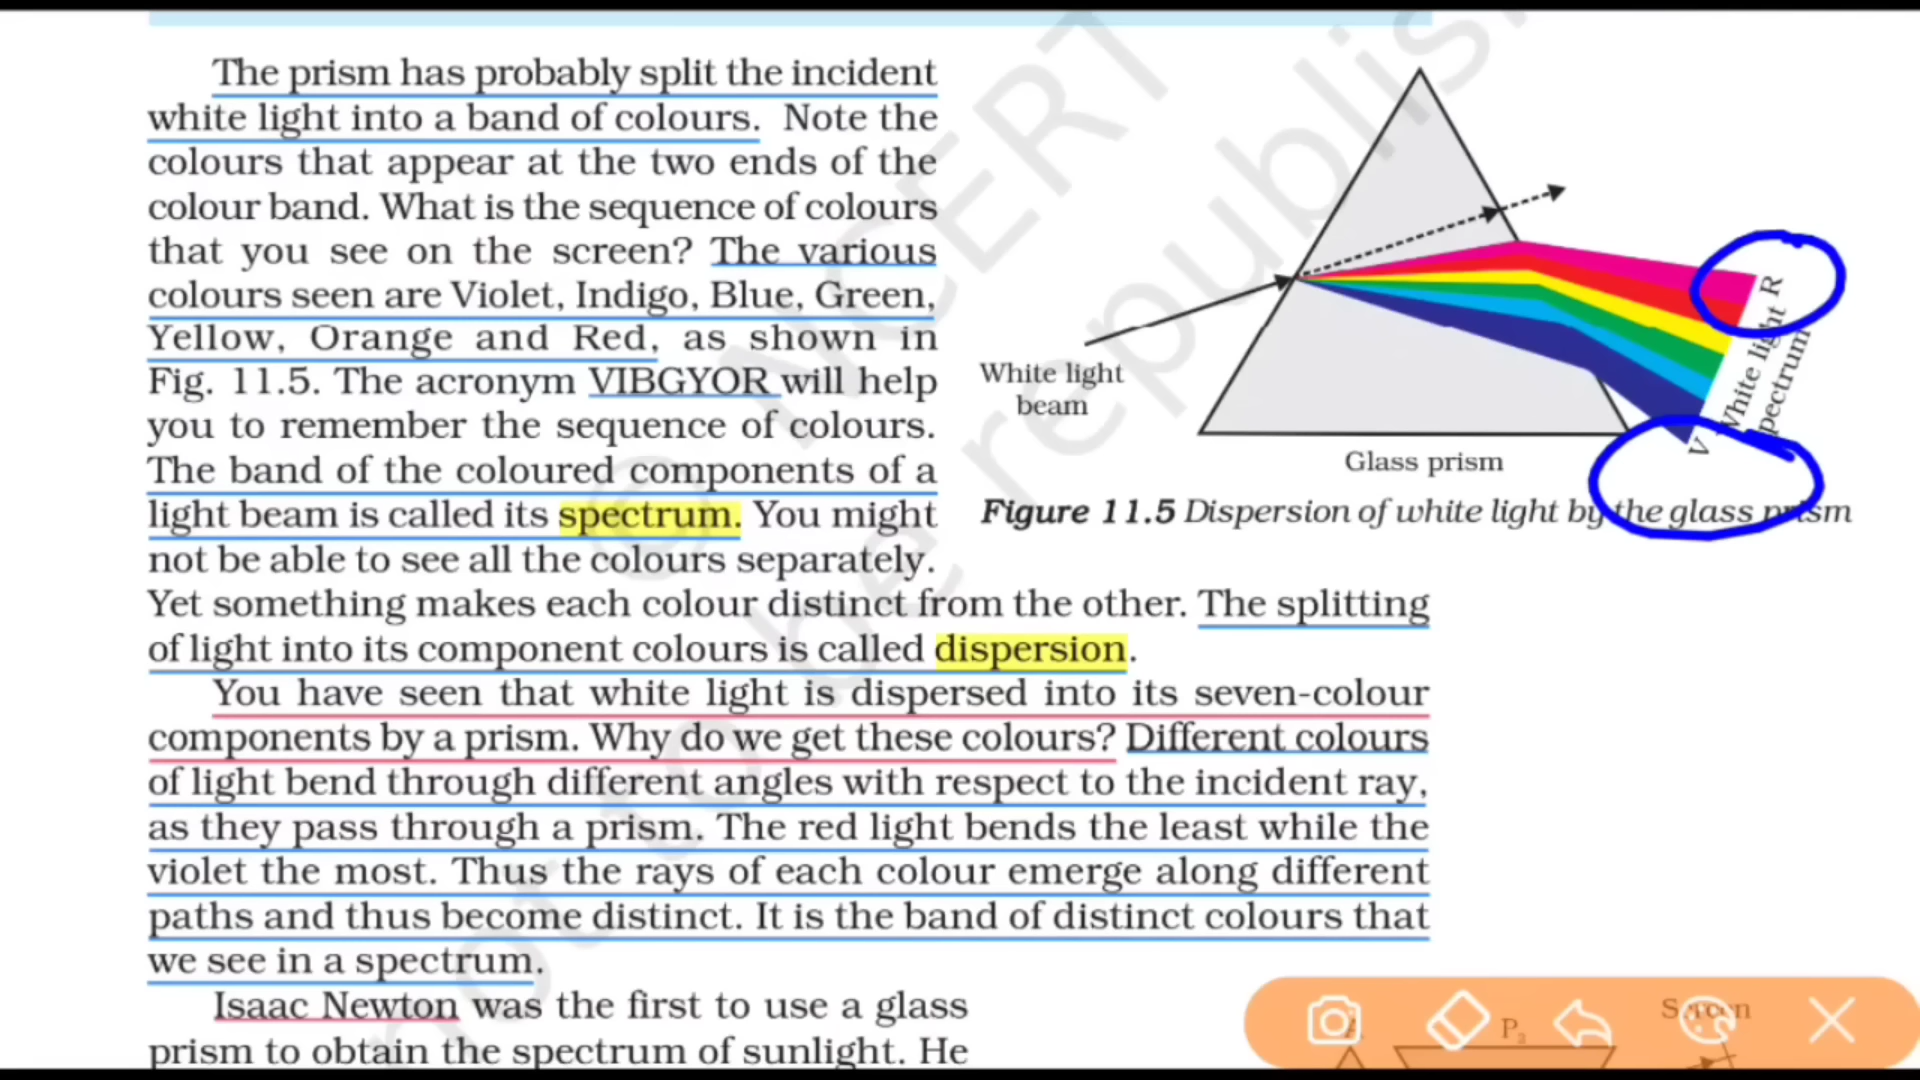 The prism has probably split the incident
white light into a band of colours. Note the
colours that appear at the two ends of the
colour band. What is the sequence of colours
that you see on the screen? The various
colours seen are Violet, Indigo, Blue, Green,
Yellow, Orange and Red, as shown in
Fig. 11.5. The acronym VIBGYOR will help
you to remember the sequence of colours.
The band of the coloured components of a
light beam is called its spectrum. You might
not be able to see all the colours separately.
Yet something makes each colour distinct from the other. The splitting
of light into its component colours is called dispersion.
You have seen that white light is dispersed into its seven-colour
components by a prism. Why do we get these colours? Different colours
of light bend through different angles with respect to the incident ray,
as they pass through a prism. The red light bends the least while the
violet the most. Thus the rays of each colour emerge along different
paths and thus become distinct. It is the band of distinct colours that
we see in a spectrum.
Isaac Newton was the first to use a glass
prism to obtain the spectrum of sunlight. He
White light
beam
Glass prism
R
White light
spectrum
V
Figure 11.5 Dispersion of white light by the glass prism
© NCERT
not to be republis
A
P₂
Screen